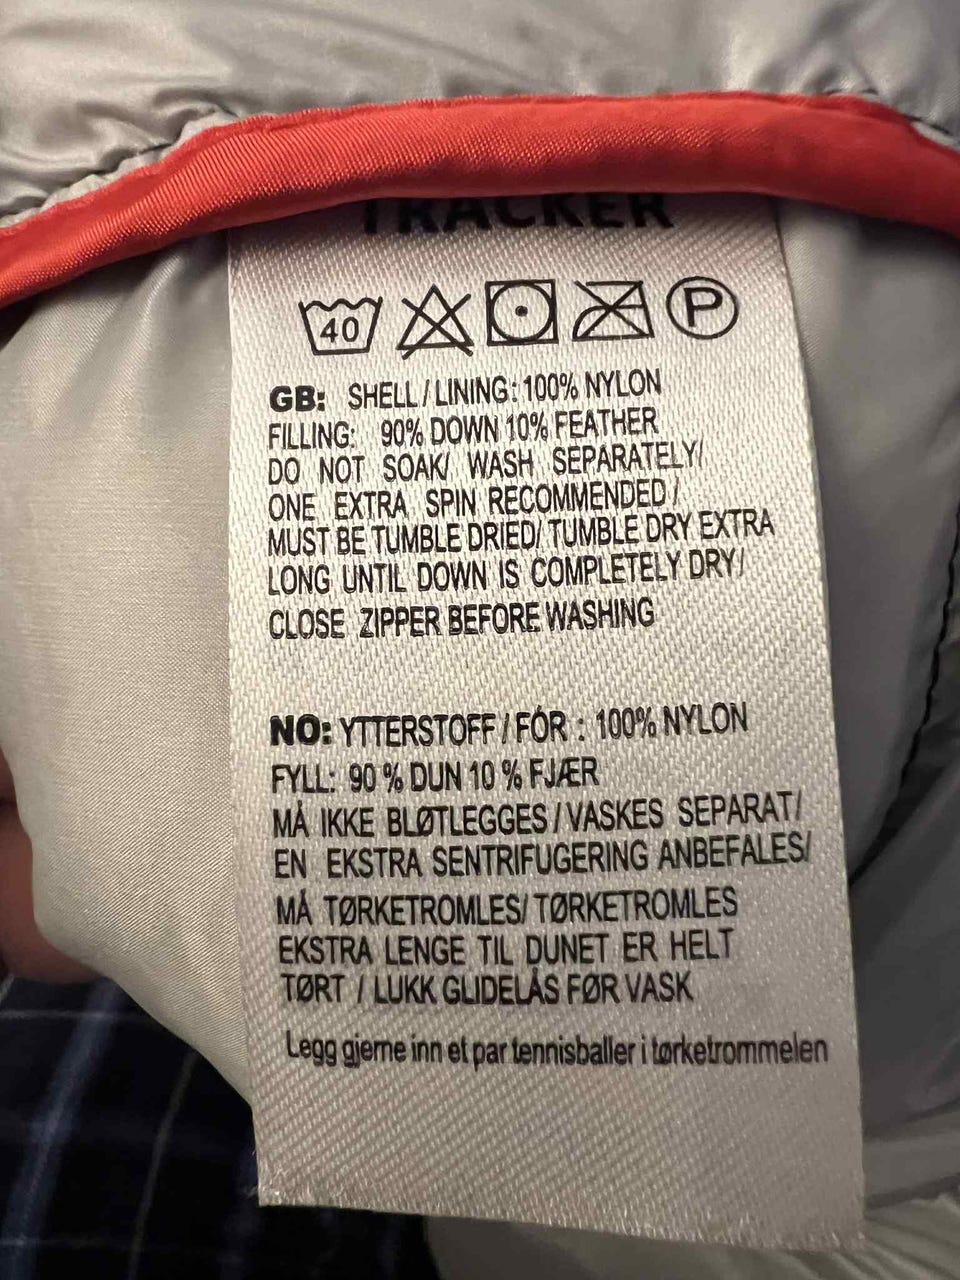 TRACKER
40 P
GB: SHELL / LINING: 100% NYLON
FILLING: 90% DOWN 10% FEATHER
DO NOT SOAK/ WASH SEPARATELY/
ONE EXTRA SPIN RECOMMENDED /
MUST BE TUMBLE DRIED/ TUMBLE DRY EXTRA
LONG UNTIL DOWN IS COMPLETELY DRY /
CLOSE ZIPPER BEFORE WASHING
NO: YTTERSTOFF / FÓR : 100% NYLON
FYLL: 90 % DUN 10 % FJÆR
MÅ IKKE BLØTLEGGES / VASKES SEPARAT/
EN EKSTRA SENTRIFUGERING ANBEFALES/
MÅ TØRKETROMLES/ TØRKETROMLES
EKSTRA LENGE TIL DUNET ER HELT
TØRT / LUKK GLIDELÅS FØR VASK
Legg gjerne inn et par tennisballer i tørketrommelen